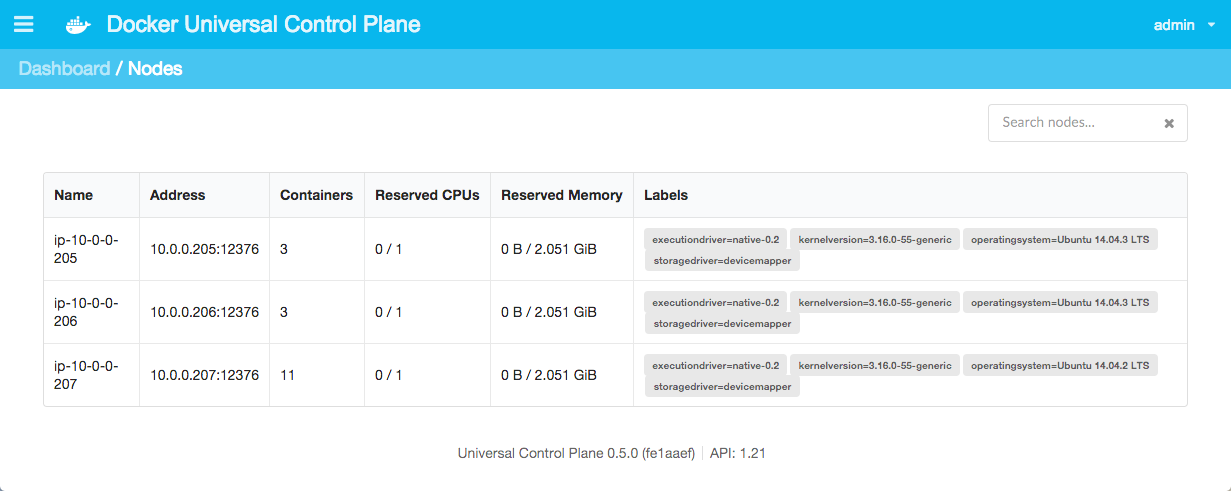 Docker Universal Control Plane
admin
Dashboard / Nodes
Search nodes...
Name Address Containers Reserved CPUs Reserved Memory Labels
ip-10-0-0-
205
10.0.0.205:12376 3 0 / 1 0 B / 2.051 GiB
executiondriver=native-0.2 kernelversion=3.16.0-55-generic operatingsystem=Ubuntu 14.04.3 LTS
storagedriver=devicemapper
ip-10-0-0-
206
10.0.0.206:12376 3 0 / 1 0 B / 2.051 GiB
executiondriver=native-0.2 kernelversion=3.16.0-55-generic operatingsystem=Ubuntu 14.04.3 LTS
storagedriver=devicemapper
ip-10-0-0-
207
10.0.0.207:12376 11 0 / 1 0 B / 2.051 GiB
executiondriver=native-0.2 kernelversion=3.16.0-55-generic operatingsystem=Ubuntu 14.04.2 LTS
storagedriver=devicemapper
Universal Control Plane 0.5.0 (fe1aaef) API: 1.21